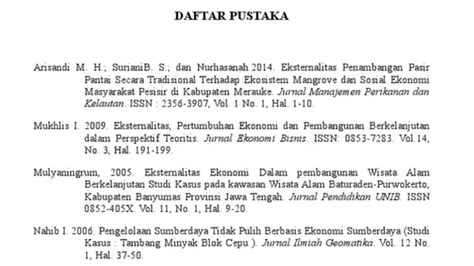 DAFTAR PUSTAKA
Arisandi M. H.; SurianiB. S.; dan Nurhasanah.2014. Eksternalitas Penambangan Pasir
Pantai Secara Tradisional Terhadap Ekosistem Mangrove dan Sosial Ekonomi
Masyarakat Pesisir di Kabupaten Merauke. Jurnal Manajemen Perikanan dan
Kelautan. ISSN : 2356-3907, Vol. 1 No. 1, Hal. 1-10.
Mukhlis I. 2009. Eksternalitas, Pertumbuhan Ekonomi dan Pembangunan Berkelanjutan
dalam Perspektif Teoritis. Jurnal Ekonomi Bisnis. ISSN: 0853-7283. Vol.14,
No. 3, Hal. 191-199.
Mulyaningrum, 2005. Eksternalitas Ekonomi Dalam pembangunan Wisata Alam
Berkelanjutan Studi Kasus pada kawasan Wisata Alam Baturaden-Purwokerto,
Kabupaten Banyumas Provinsi Jawa Tengah. Jurnal Pendidikan UNIB. ISSN
0852-405X. Vol. 11, No. 1, Hal. 9-20.
Nahib I. 2006. Pengelolaan Sumberdaya Tidak Pulih Berbasis Ekonomi Sumberdaya (Studi
Kasus : Tambang Minyak Blok Cepu ). Jurnal Ilmiah Geomatika. Vol. 12 No.
1, Hal. 37-50.